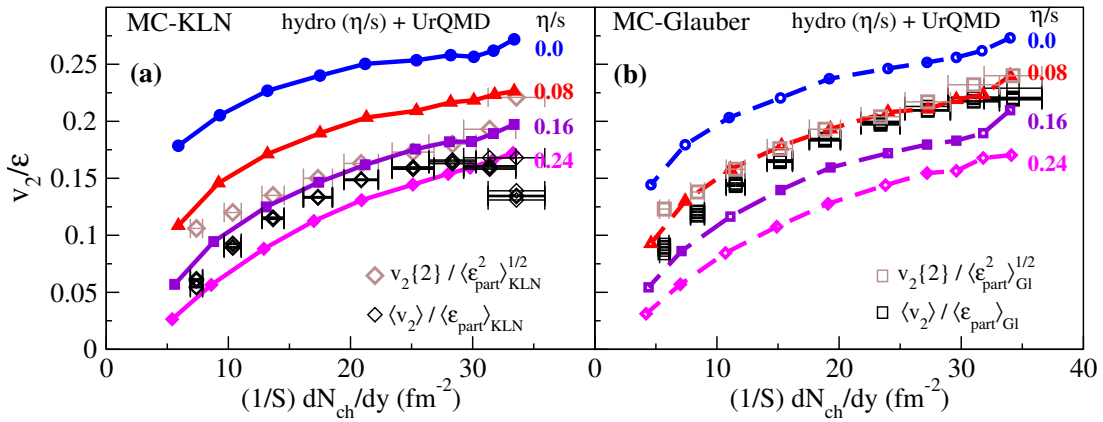 MC-KLN hydro (η/s) + UrQMD η/s
0.0
(a)
0.08
0.16
0.24
v₂{2} / ⟨ε²part⟩^1/2 KLN
⟨v₂⟩ / ⟨εpart⟩KLN
MC-Glauber hydro (η/s) + UrQMD η/s
0.0
(b)
0.08
0.16
0.24
v₂{2} / ⟨ε²part⟩^1/2 Gl
⟨v₂⟩ / ⟨εpart⟩Gl
v₂/ε
0.25
0.2
0.15
0.1
0.05
0
0 10 20 30
(1/S) dNch/dy (fm⁻²)
0 10 20 30 40
(1/S) dNch/dy (fm⁻²)